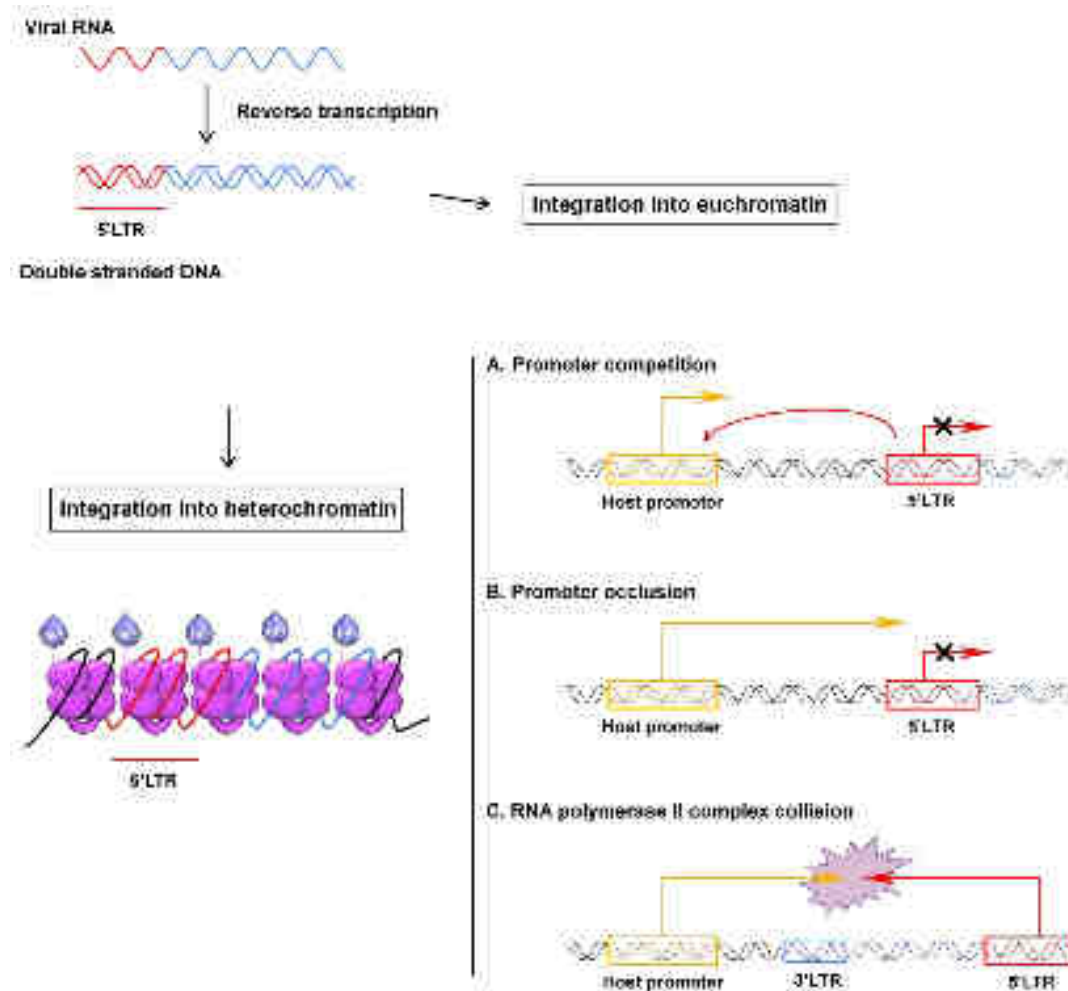 Viral RNA
Reverse transcription
5'LTR
Double stranded DNA
Integration into euchromatin
Integration into heterochromatin
5'LTR
A. Promoter competition
Host promoter
5'LTR
B. Promoter occlusion
Host promoter
5'LTR
C. RNA polymerase II complex collision
Host promoter
3'LTR
5'LTR